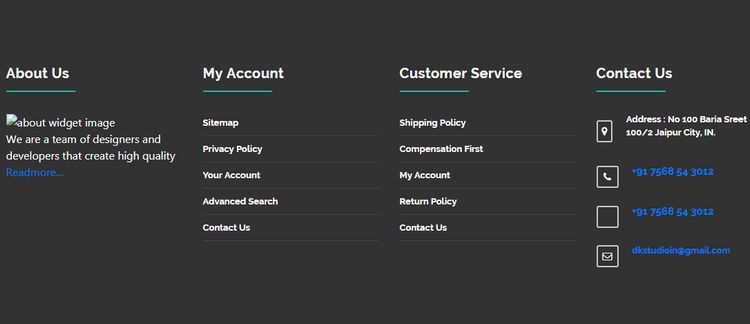 About Us
about widget image
We are a team of designers and
developers that create high quality
Readmore...
My Account
Sitemap
Privacy Policy
Your Account
Advanced Search
Contact Us
Customer Service
Shipping Policy
Compensation First
My Account
Return Policy
Contact Us
Contact Us
Address : No 100 Baria Sreet
100/2 Jaipur City, IN.
+91 7568 54 3012
+91 7568 54 3012
dkstudioin@gmail.com